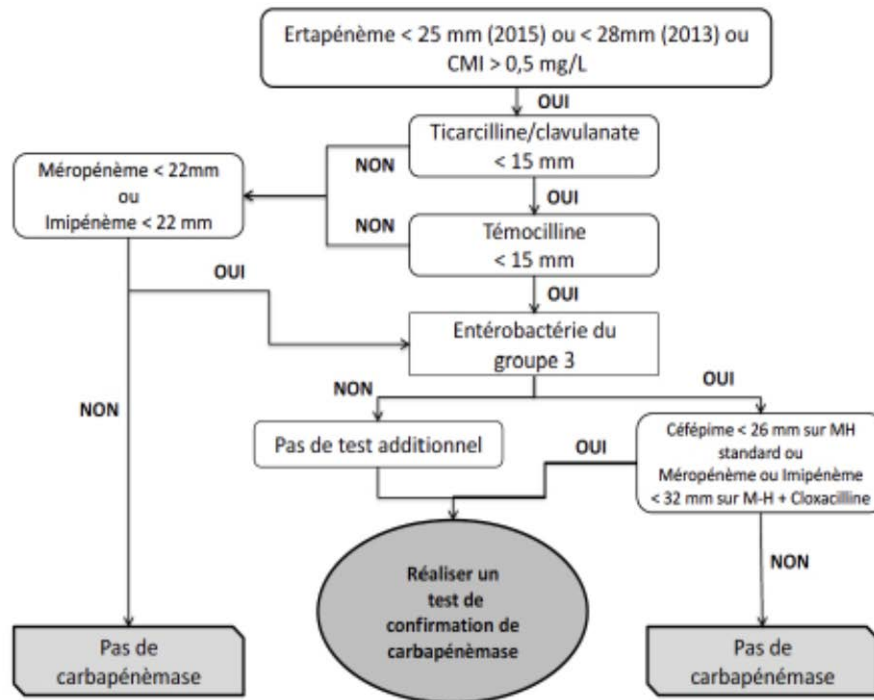 Ertapénème < 25 mm (2015) ou < 28mm (2013) ou
CMI > 0,5 mg/L
OUI
Ticarcilline/clavulanate
< 15 mm
NON
Méropénème < 22mm
ou
Imipénème < 22 mm
OUI
NON
Témocilline
< 15 mm
OUI
OUI
Entérobactérie du
groupe 3
NON
NON
OUI
Pas de test additionnel
OUI
Céfépime < 26 mm sur MH
standard ou
Méropénème ou Imipénème
< 32 mm sur M-H + Cloxacilline
Réaliser un
test de
confirmation de
carbapénèmase
NON
Pas de
carbapénèmase
Pas de
carbapénémase